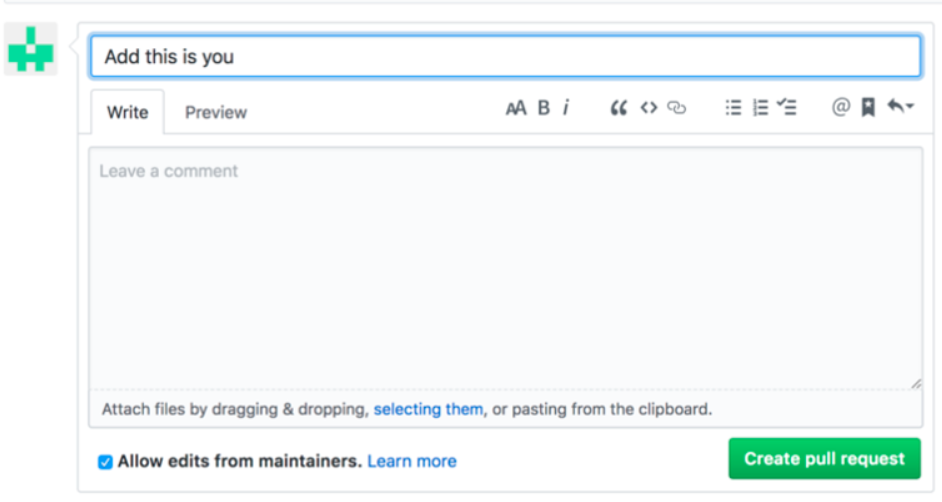 Add this is you
Write Preview AA B i “ <> @
Leave a comment
Attach files by dragging & dropping, selecting them, or pasting from the clipboard.
Allow edits from maintainers. Learn more Create pull request